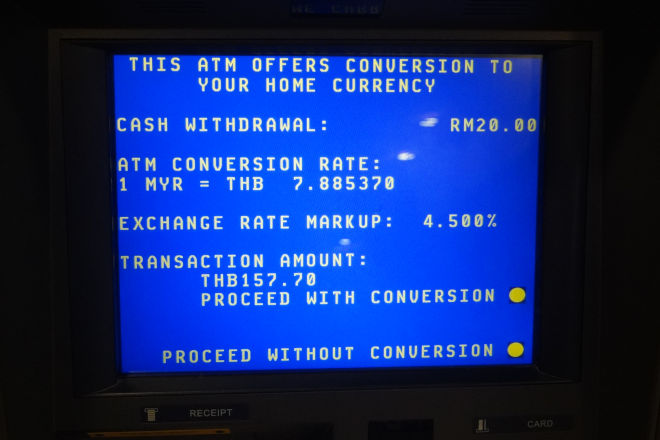 THIS ATM OFFERS CONVERSION TO
YOUR HOME CURRENCY
CASH WITHDRAWAL: RM20.00
ATM CONVERSION RATE:
1 MYR = THB 7.885370
EXCHANGE RATE MARKUP: 4.500%
TRANSACTION AMOUNT:
THB157.70
PROCEED WITH CONVERSION
PROCEED WITHOUT CONVERSION
RECEIPT
CARD